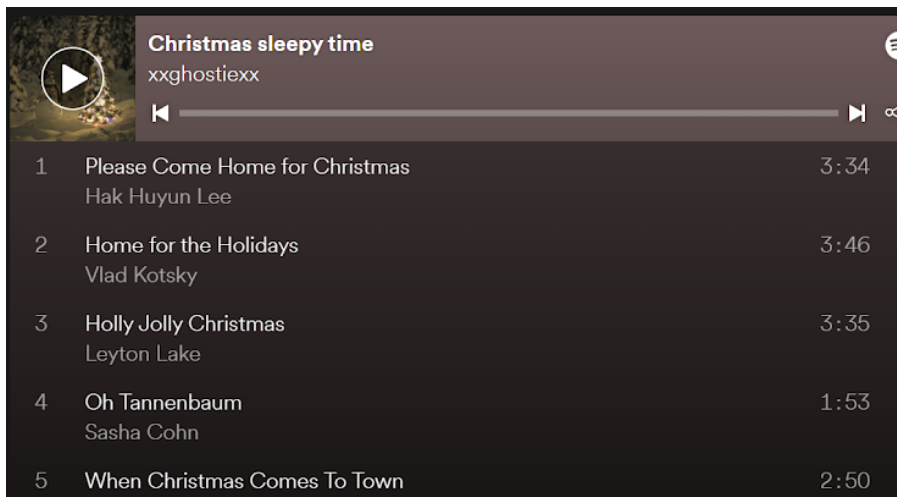 Christmas sleepy time
xxghostiexx
1 Please Come Home for Christmas 3:34
Hak Huyun Lee
2 Home for the Holidays 3:46
Vlad Kotsky
3 Holly Jolly Christmas 3:35
Leyton Lake
4 Oh Tannenbaum 1:53
Sasha Cohn
5 When Christmas Comes To Town 2:50